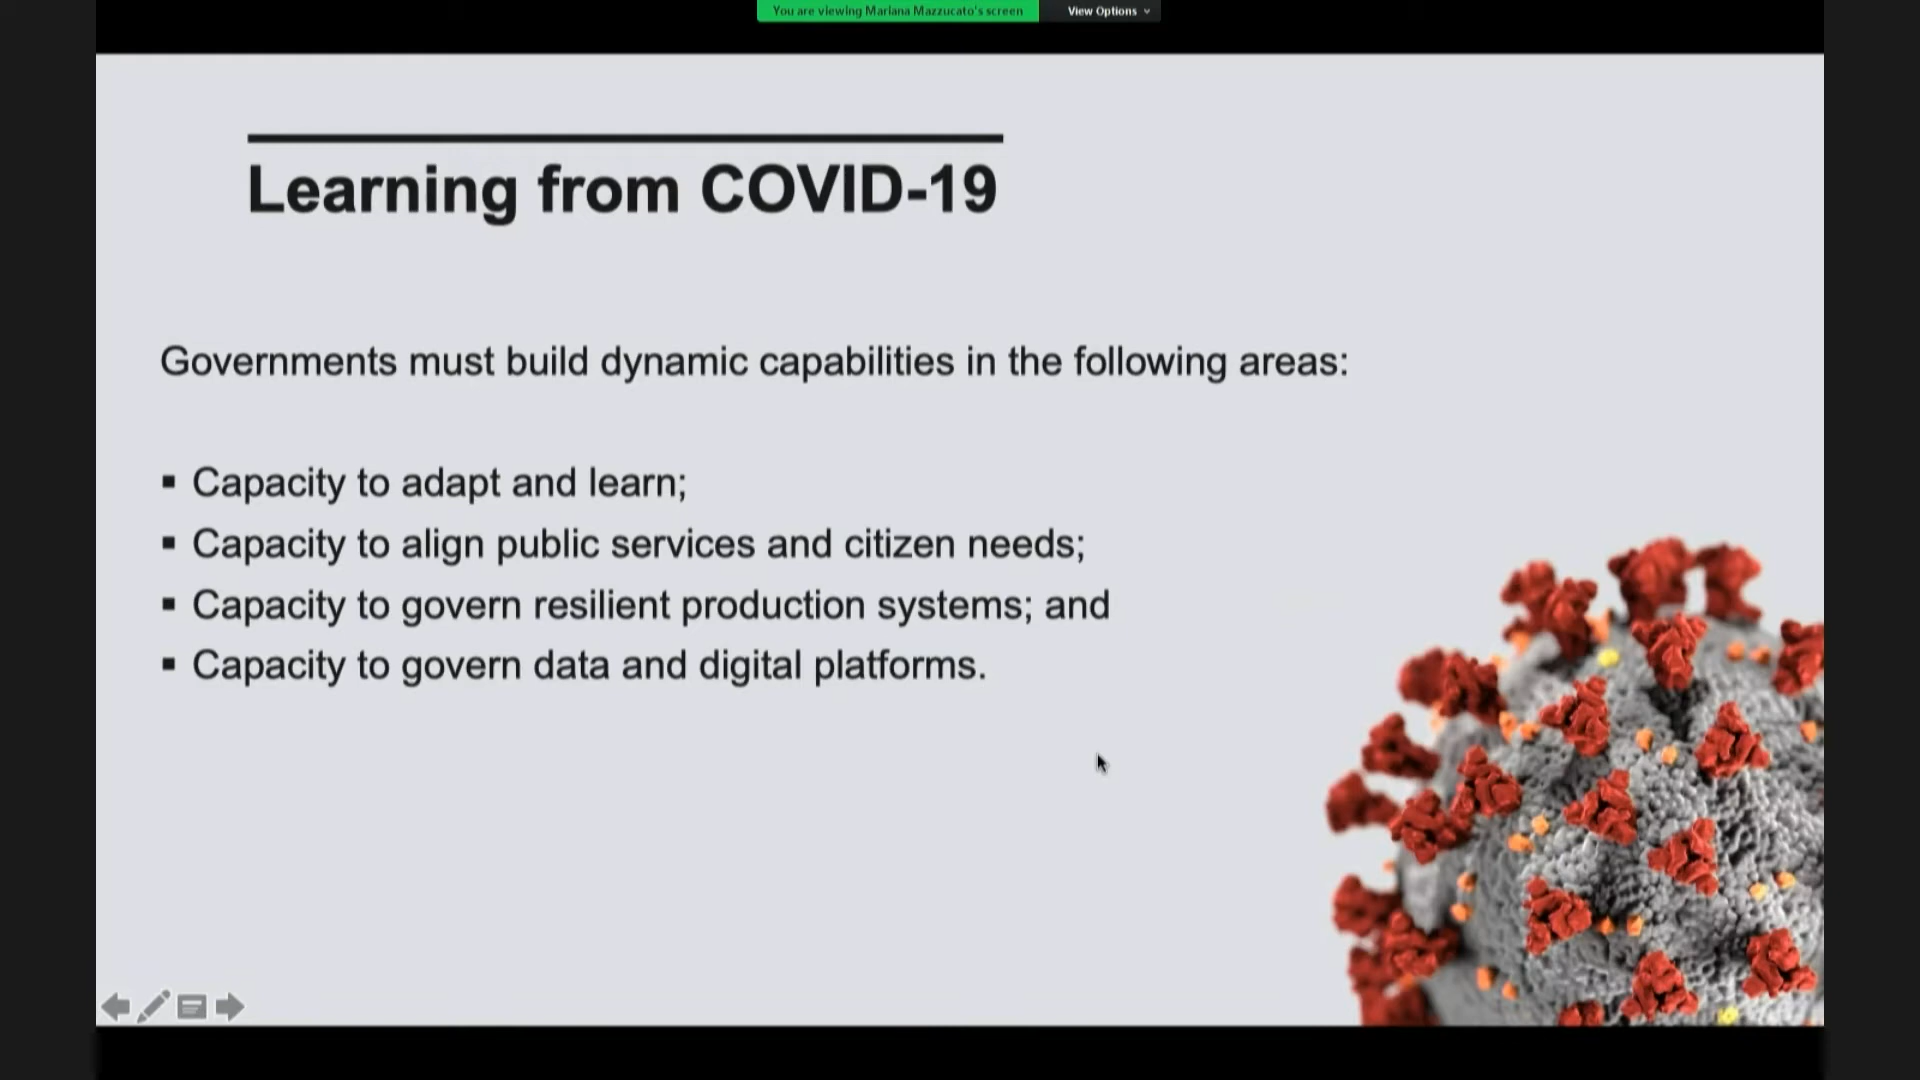 You are viewing Mariana Mazzucato's screen
View Options
Learning from COVID-19
Governments must build dynamic capabilities in the following areas:
▪ Capacity to adapt and learn;
▪ Capacity to align public services and citizen needs;
▪ Capacity to govern resilient production systems; and
▪ Capacity to govern data and digital platforms.